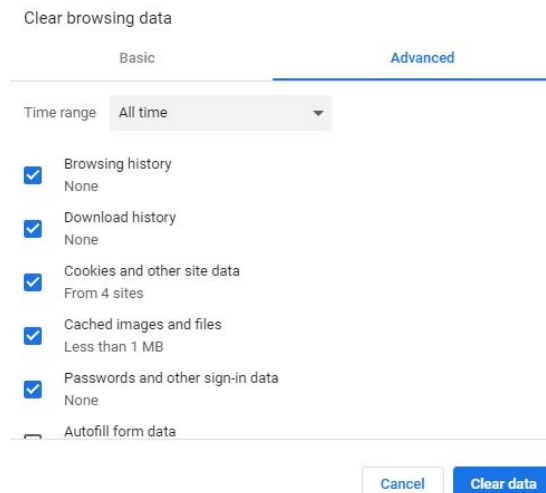 Clear browsing data
Basic
Advanced
Time range All time
Browsing history
None
Download history
None
Cookies and other site data
From 4 sites
Cached images and files
Less than 1 MB
Passwords and other sign-in data
None
Autofill form data
Cancel Clear data